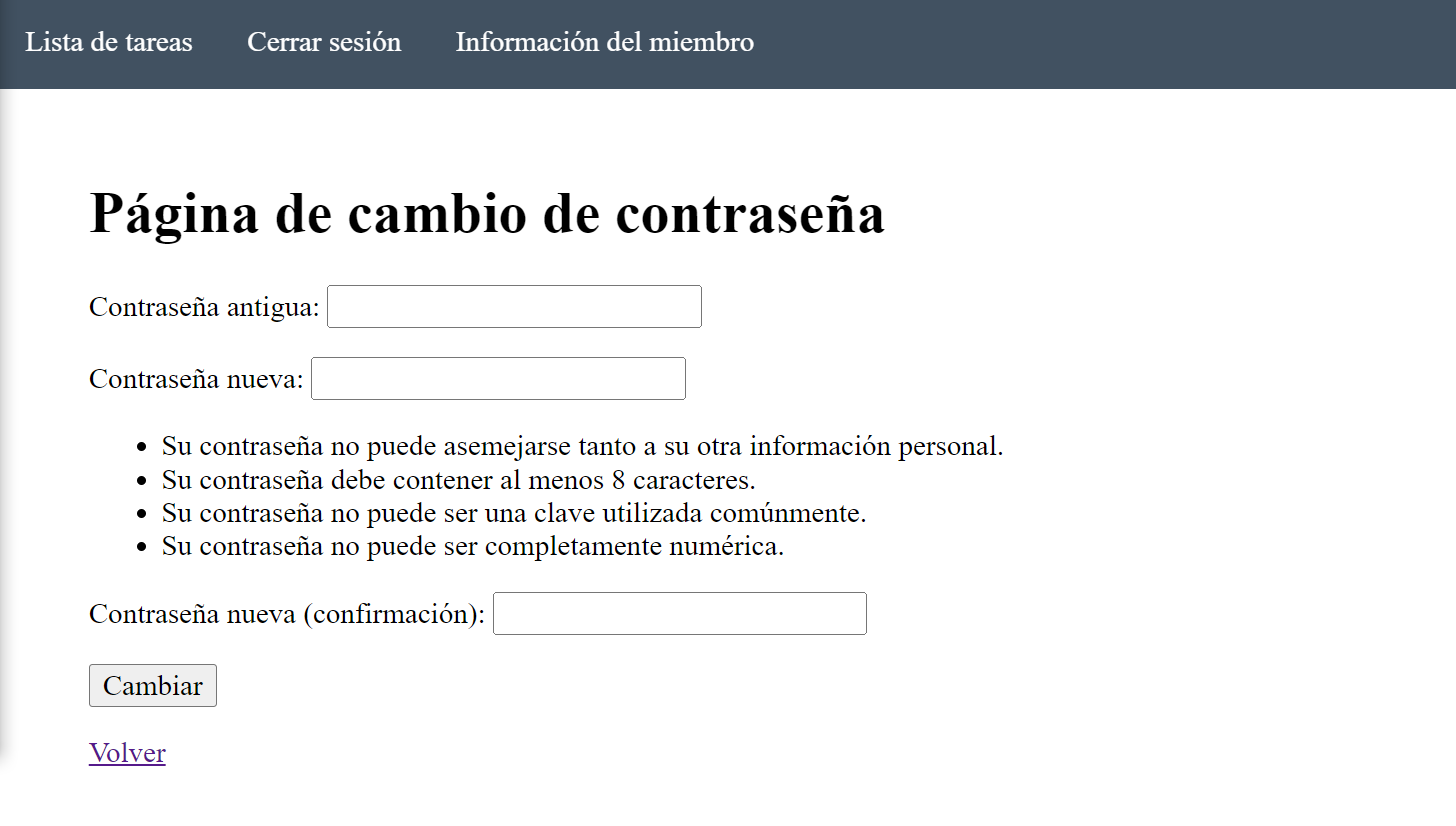 Lista de tareas Cerrar sesión Información del miembro
Página de cambio de contraseña
Contraseña antigua:
Contraseña nueva:
Su contraseña no puede asemejarse tanto a su otra información personal.
Su contraseña debe contener al menos 8 caracteres.
Su contraseña no puede ser una clave utilizada comúnmente.
Su contraseña no puede ser completamente numérica.
Contraseña nueva (confirmación):
Cambiar
Volver